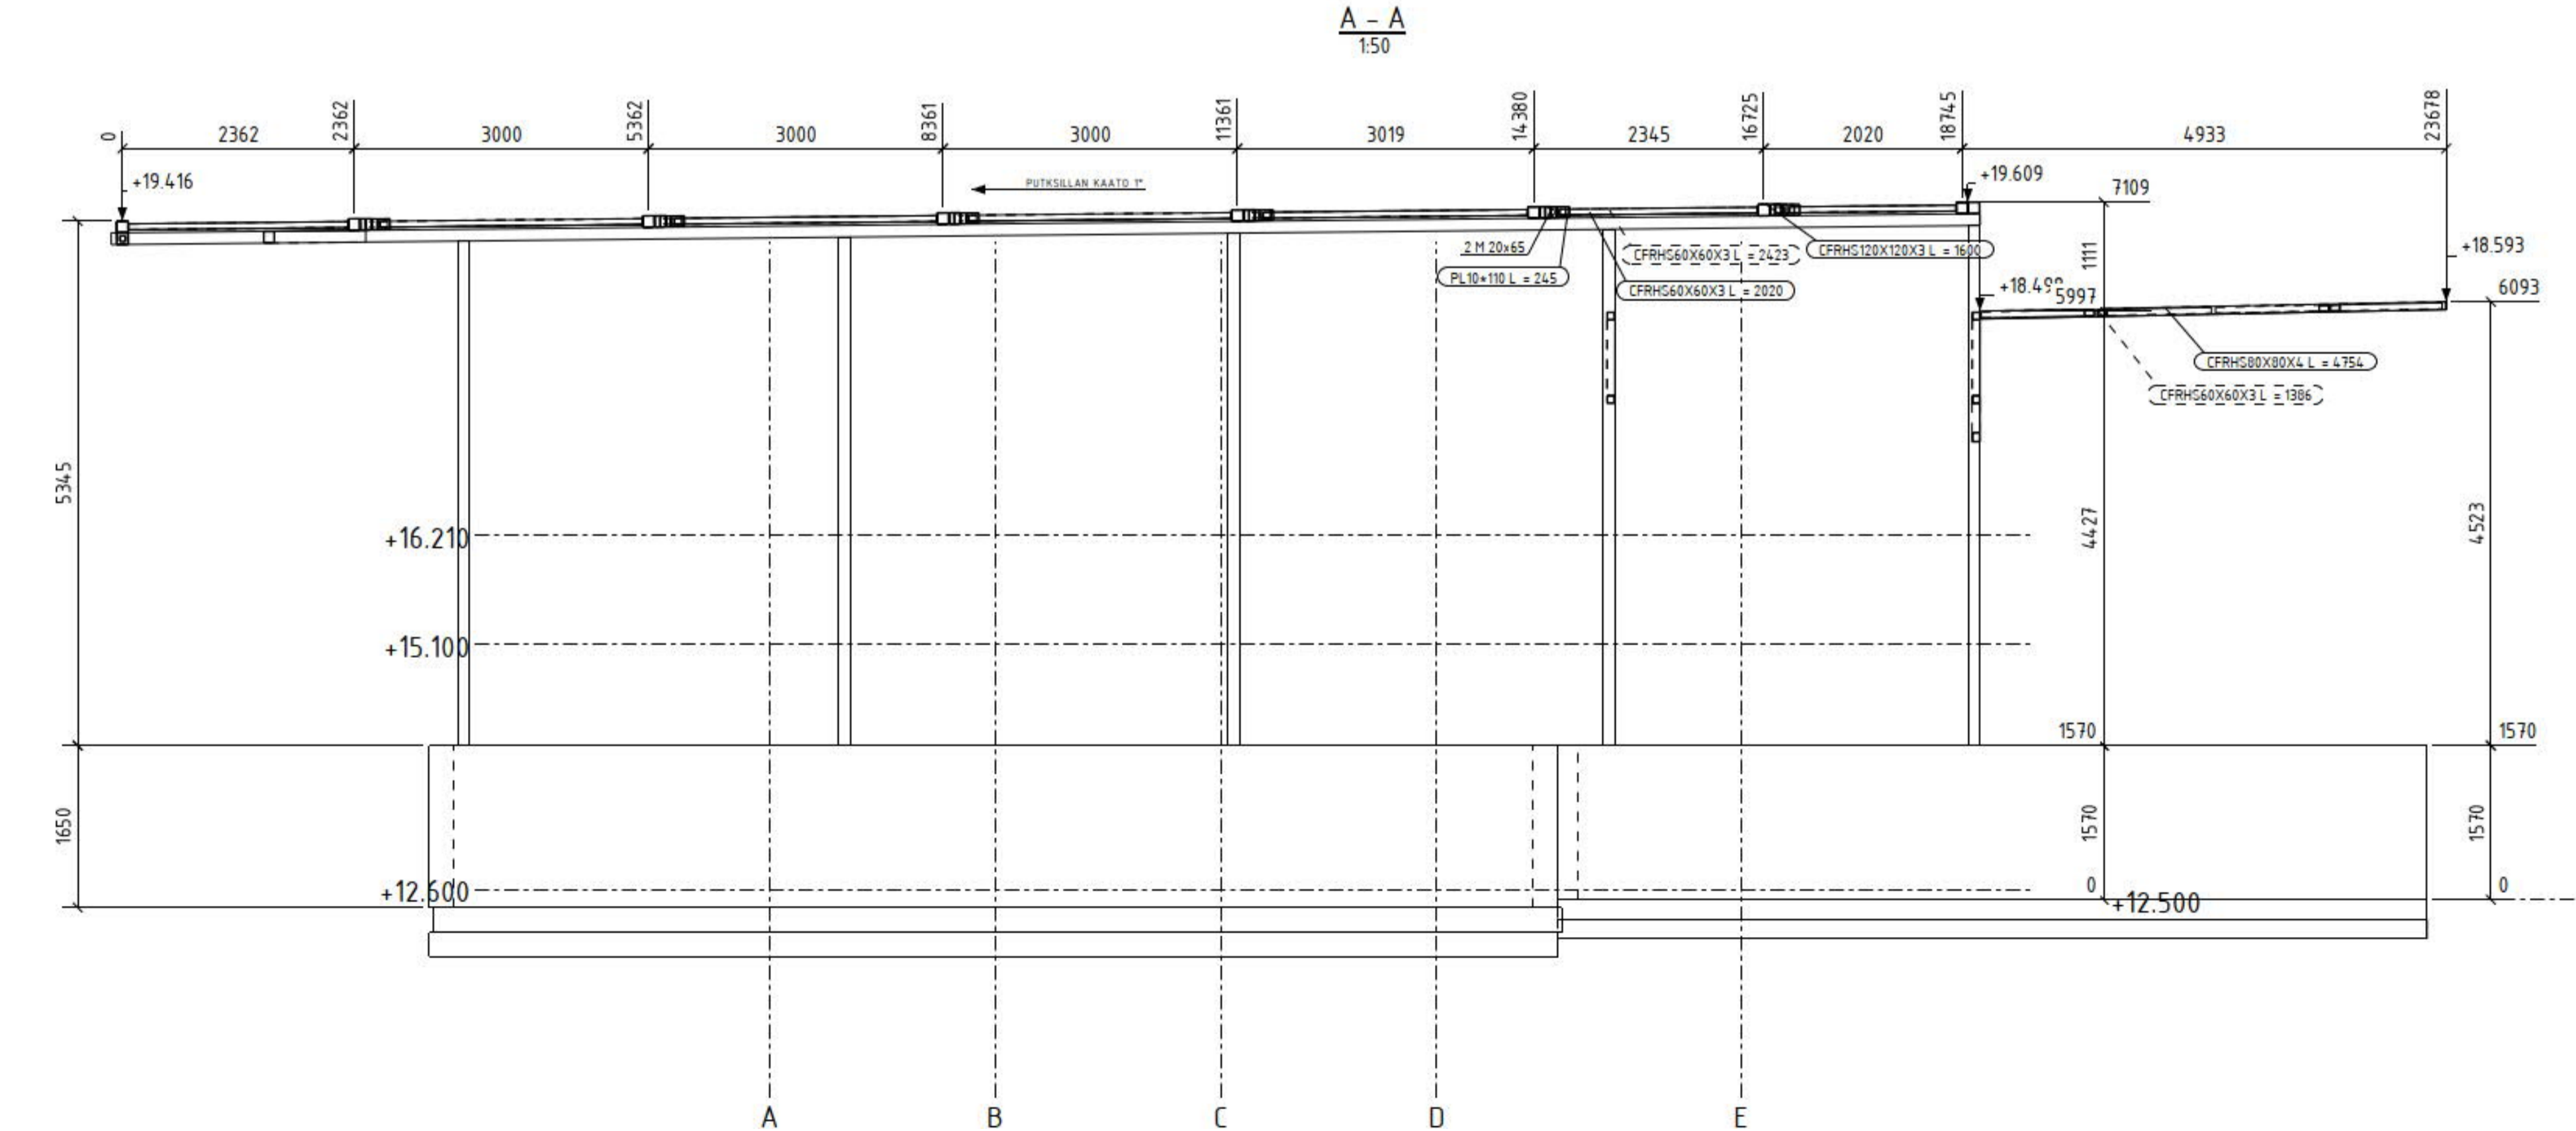 A - A
1:50
0
2362
2362
3000
5362
3000
8361
3000
11361
3019
14380
2345
16725
2020
18745
4933
23678
+19.416
PUTKSILLAN KAATO 1°
+19.609
7109
2 M 20x65
CFRHS60X60X3 L = 2423
CFRHS120X120X3 L = 1600
1111
+18.593
PL10*110 L = 245
CFRHS60X60X3 L = 2020
5997
6093
CFRHS80X80X4 L = 4754
CFRHS60X60X3 L = 1386
5345
+16.210
4427
4523
+15.100
1570
1570
1650
1570
1570
+12.600
0
0
+12.500
A
B
C
D
E